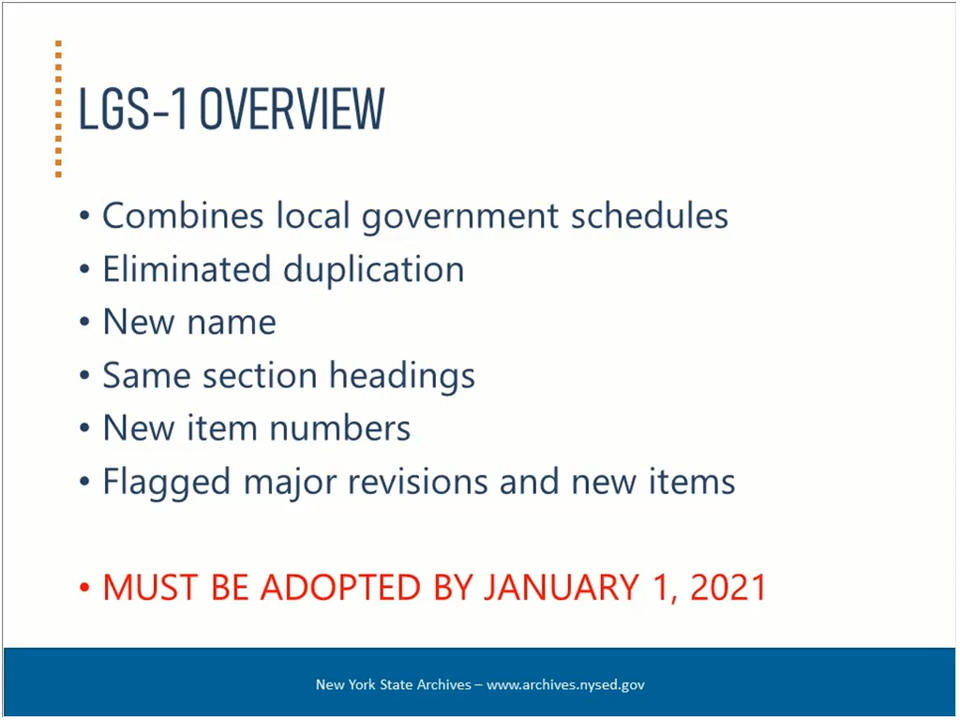 LGS-1 OVERVIEW
• Combines local government schedules
• Eliminated duplication
• New name
• Same section headings
• New item numbers
• Flagged major revisions and new items
• MUST BE ADOPTED BY JANUARY 1, 2021
New York State Archives – www.archives.nysed.gov